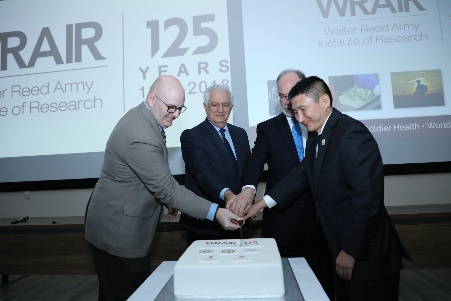 WRAIR
Walter Reed Army
Institute of Research
125
YEARS
2018
WRAIR
Walter Reed Army
Institute of Research
Soldier Health • World
WRAIR 125